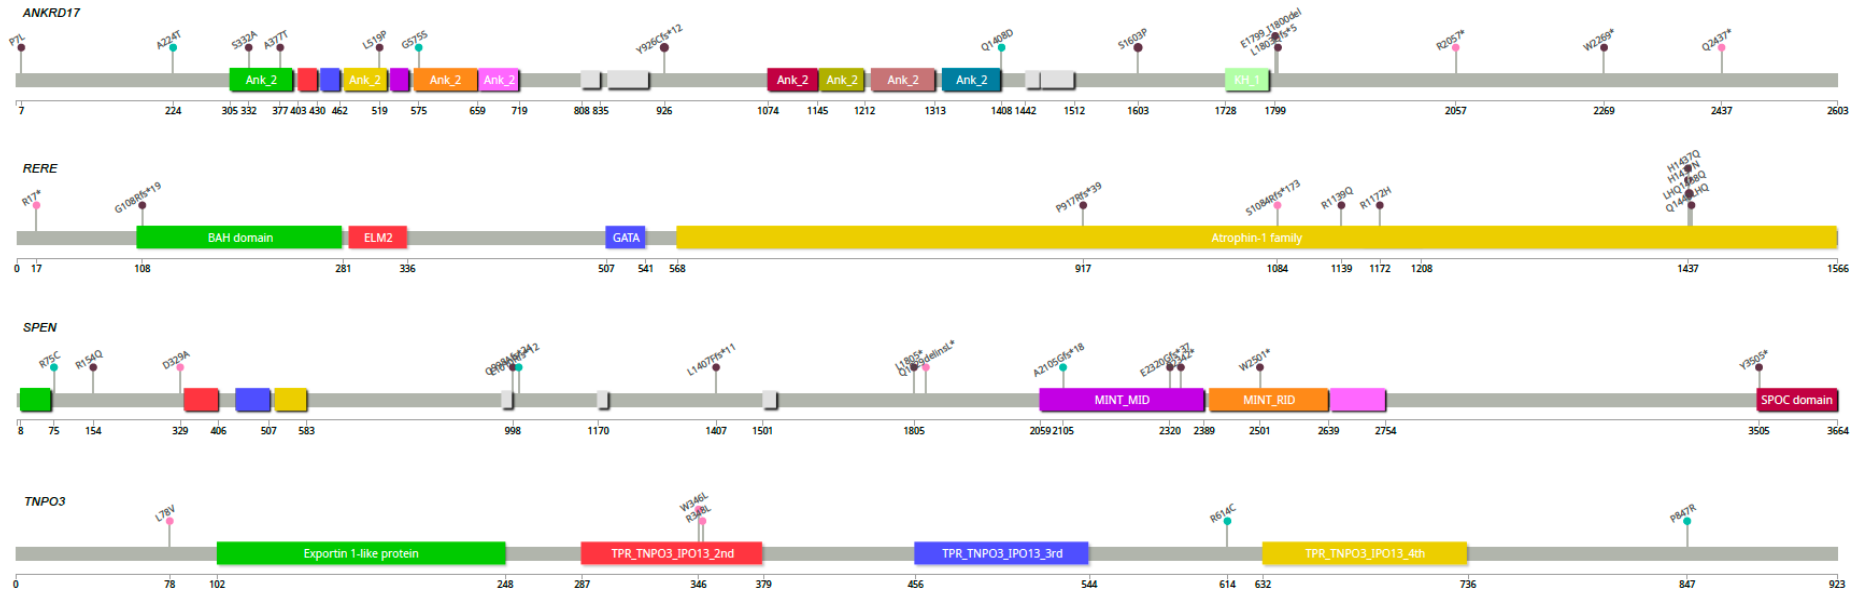 ANKRD17
P7L A224T S332A A377T L519P G575S Y926Cfs*12 Q1408D S1603P E1799_I1800del L1803Qfs*5 R2057* W2269* Q2437*
Ank_2 Ank_2 Ank_2 Ank_2 Ank_2 Ank_2 Ank_2 Ank_2 KH_1
7 224 305 332 377 403 430 462 519 575 659 719 808 835 926 1074 1145 1212 1313 1408 1442 1512 1603 1728 1799 2057 2269 2437 2603
RERE
R17* G108Rfs*19 P917Rfs*39 S1084Rfs*173 R1139Q R1172H H1437Q
BAH domain ELM2 GATA Atrophin-1 family
0 17 108 281 336 507 541 568 917 1084 1139 1172 1208 1437 1566
SPEN
R75C R154Q D329A L1407Ffs*11 L1805* A2105Gfs*18 E2320Gfs*37 W2501* Y3505*
MINT_MID MINT_RID SPOC domain
8 75 154 329 406 507 583 998 1170 1407 1501 1805 2059 2105 2320 2389 2501 2639 2754 3505 3664
TNPO3
L78V W346L R348L R614C P847R
Exportin 1-like protein TPR_TNPO3_IPO13_2nd TPR_TNPO3_IPO13_3rd TPR_TNPO3_IPO13_4th
0 78 102 248 287 346 379 456 544 614 632 736 847 923